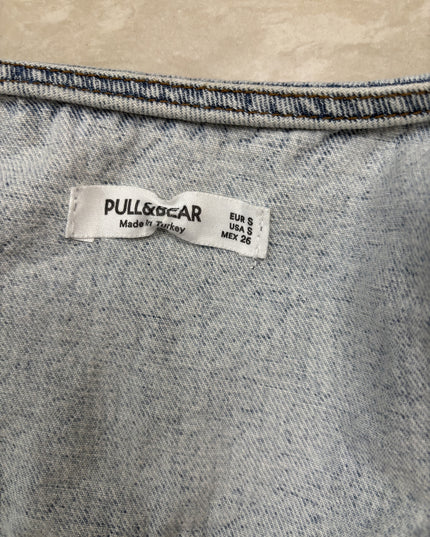 PULL&BEAR
Made in Turkey
EUR S
USA S
MEX 26